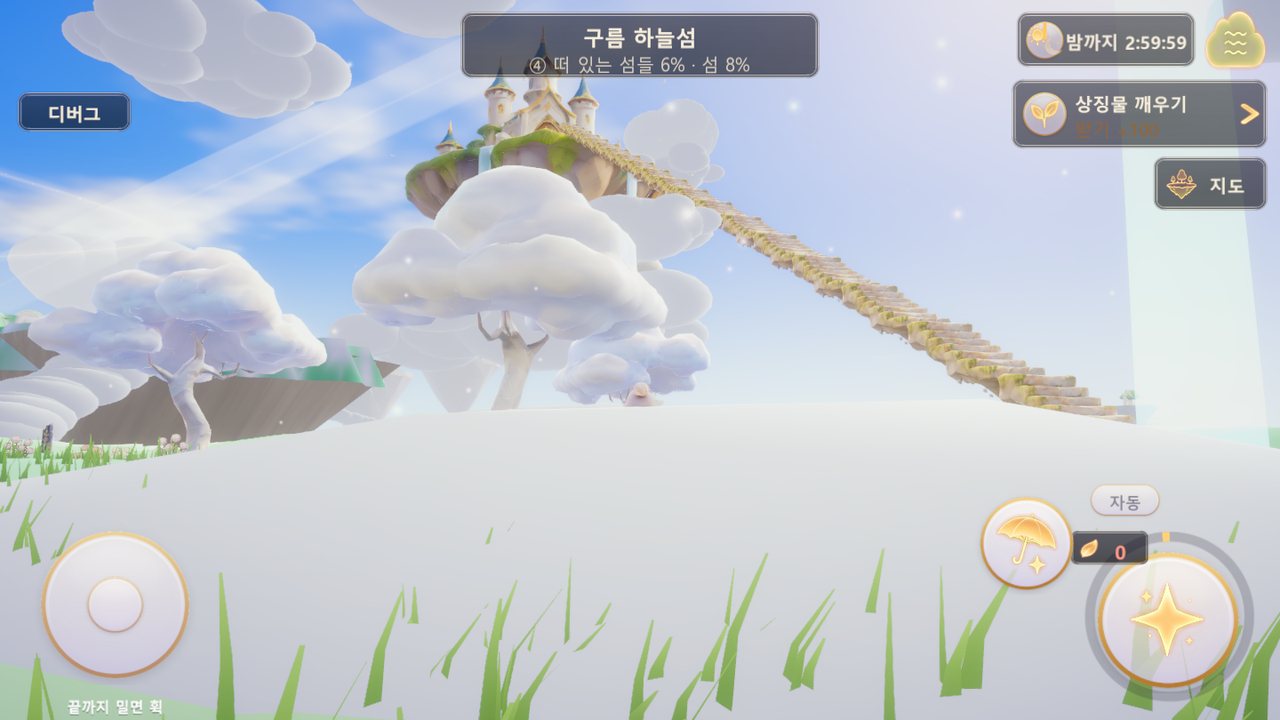 구름 하늘섬
④ 떠 있는 섬들 6% · 섬 8%
밤까지 2:59:59
디버그
상징물 깨우기
지도
자동
0
끝까지 밀면 휙